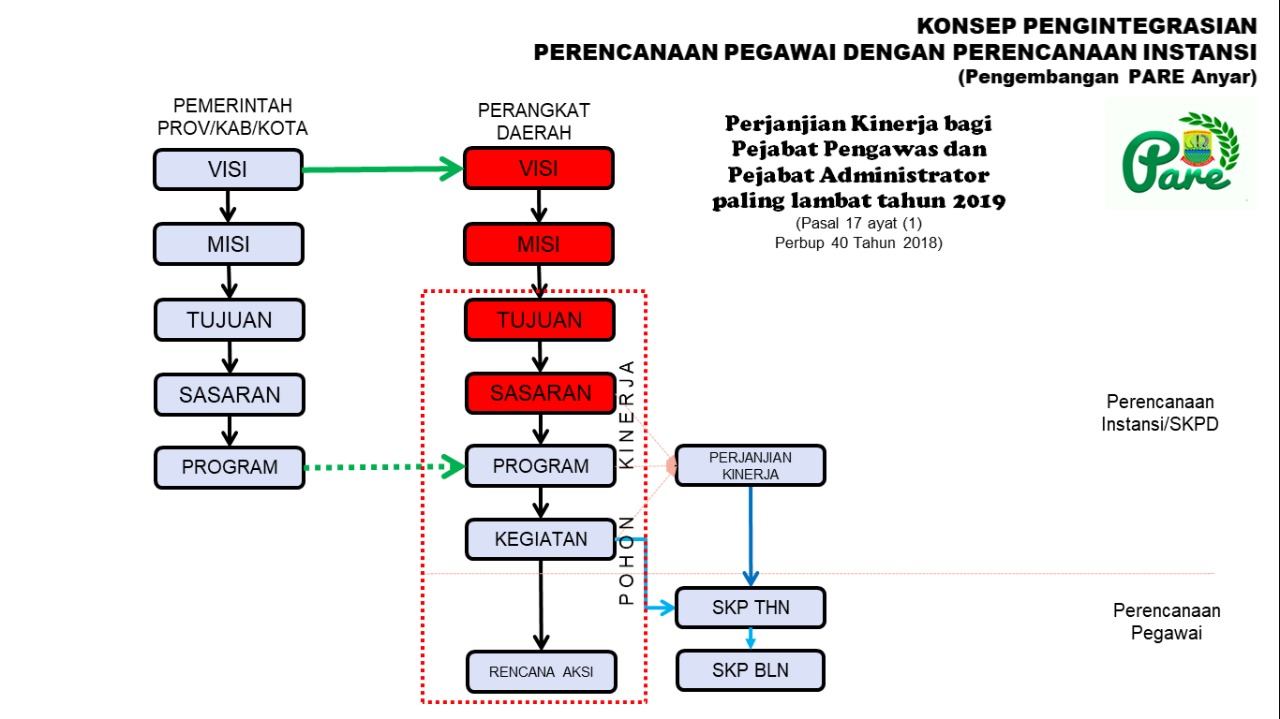 KONSEP PENGINTEGRASIAN
PERENCANAAN PEGAWAI DENGAN PERENCANAAN INSTANSI
(Pengembangan PARE Anyar)
PEMERINTAH
PROV/KAB/KOTA
PERANGKAT
DAERAH
Perjanjian Kinerja bagi
Pejabat Pengawas dan
Pejabat Administrator
paling lambat tahun 2019
(Pasal 17 ayat (1)
Perbup 40 Tahun 2018)
Pare
VISI
VISI
MISI
MISI
TUJUAN
TUJUAN
SASARAN
SASARAN
PROGRAM
PROGRAM
KEGIATAN
RENCANA AKSI
POHON KINERJA
PERJANJIAN
KINERJA
SKP THN
SKP BLN
Perencanaan
Instansi/SKPD
Perencanaan
Pegawai